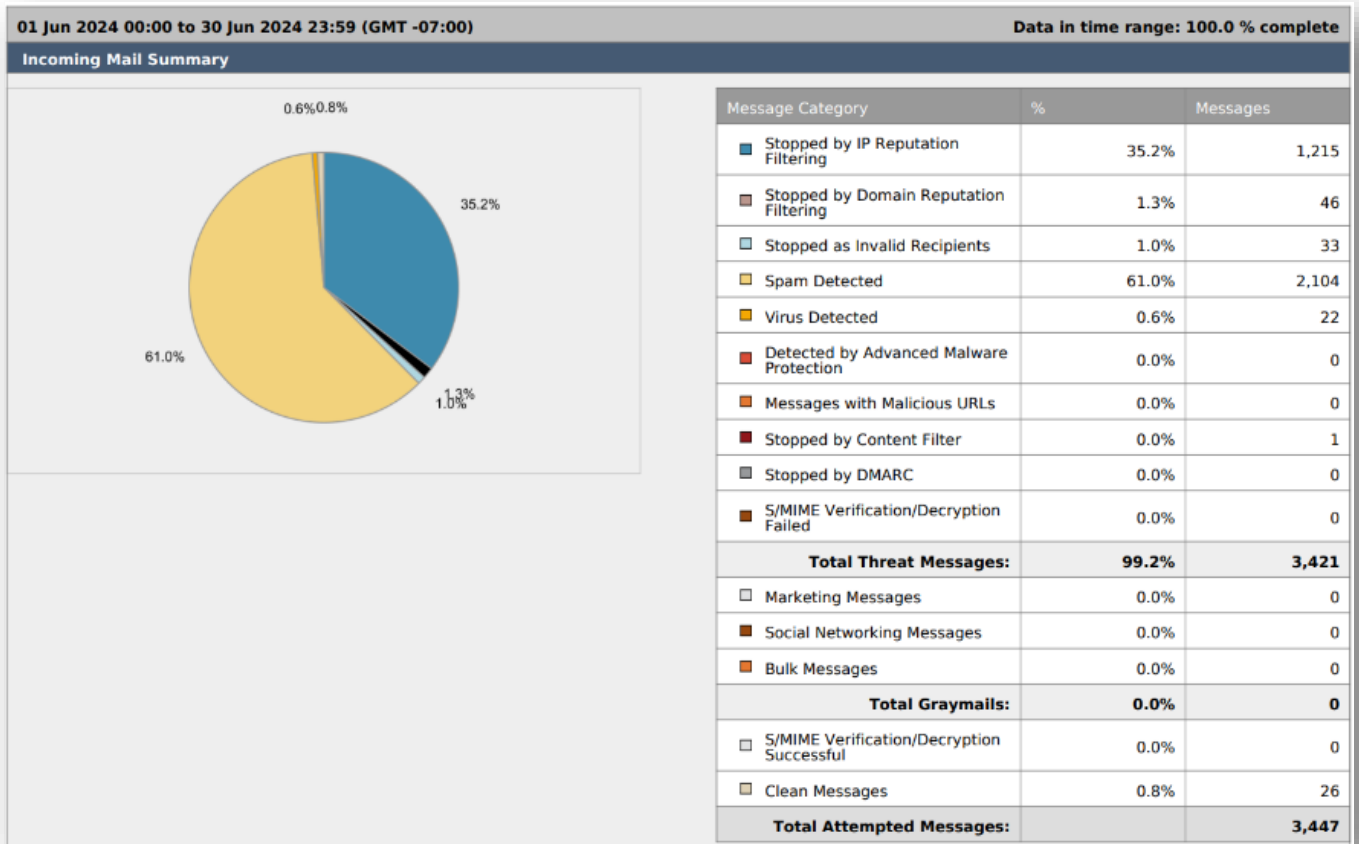 01 Jun 2024 00:00 to 30 Jun 2024 23:59 (GMT -07:00) Data in time range: 100.0 % complete
Incoming Mail Summary
0.6% 0.8%
35.2%
61.0%
1.3%
1.0%
Message Category % Messages
Stopped by IP Reputation
Filtering 35.2% 1,215
Stopped by Domain Reputation
Filtering 1.3% 46
Stopped as Invalid Recipients 1.0% 33
Spam Detected 61.0% 2,104
Virus Detected 0.6% 22
Detected by Advanced Malware
Protection 0.0% 0
Messages with Malicious URLs 0.0% 0
Stopped by Content Filter 0.0% 1
Stopped by DMARC 0.0% 0
S/MIME Verification/Decryption
Failed 0.0% 0
Total Threat Messages: 99.2% 3,421
Marketing Messages 0.0% 0
Social Networking Messages 0.0% 0
Bulk Messages 0.0% 0
Total Graymails: 0.0% 0
S/MIME Verification/Decryption
Successful 0.0% 0
Clean Messages 0.8% 26
Total Attempted Messages: 3,447